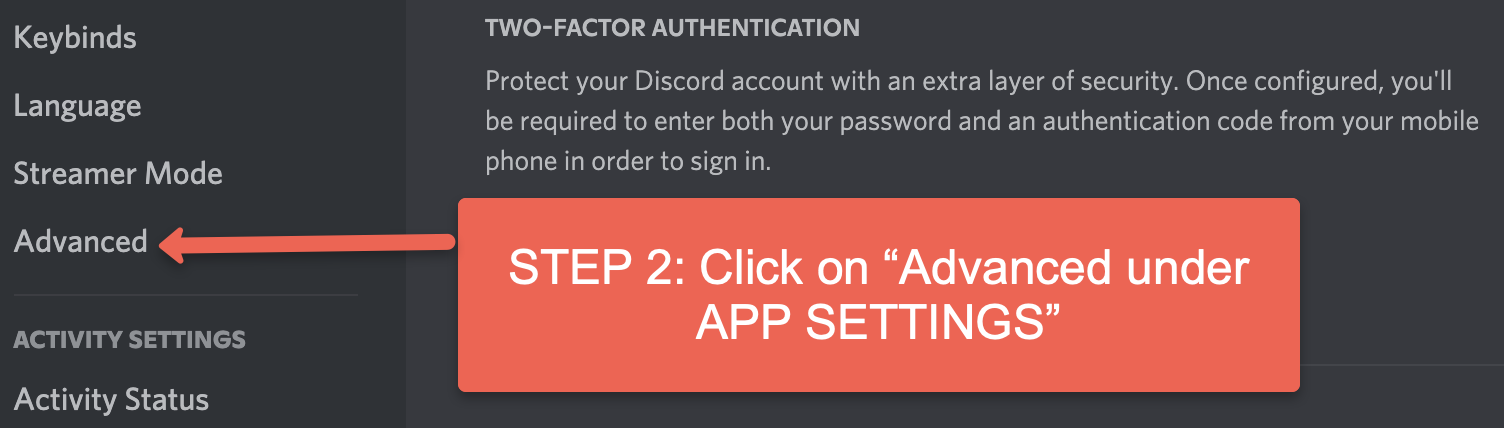 Keybinds
Language
Streamer Mode
Advanced
ACTIVITY SETTINGS
Activity Status
TWO-FACTOR AUTHENTICATION
Protect your Discord account with an extra layer of security. Once configured, you'll
be required to enter both your password and an authentication code from your mobile
phone in order to sign in.
STEP 2: Click on “Advanced under
APP SETTINGS”